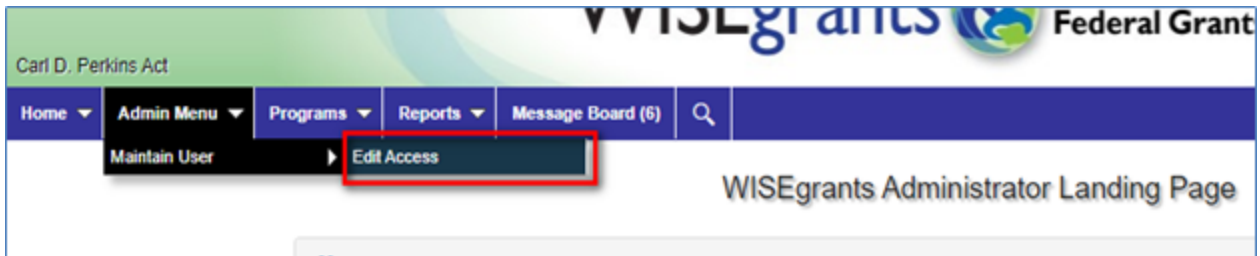 WISEgrants Federal Grant
Carl D. Perkins Act
Home Admin Menu Programs Reports Message Board (6)
Maintain User Edit Access
WISEgrants Administrator Landing Page